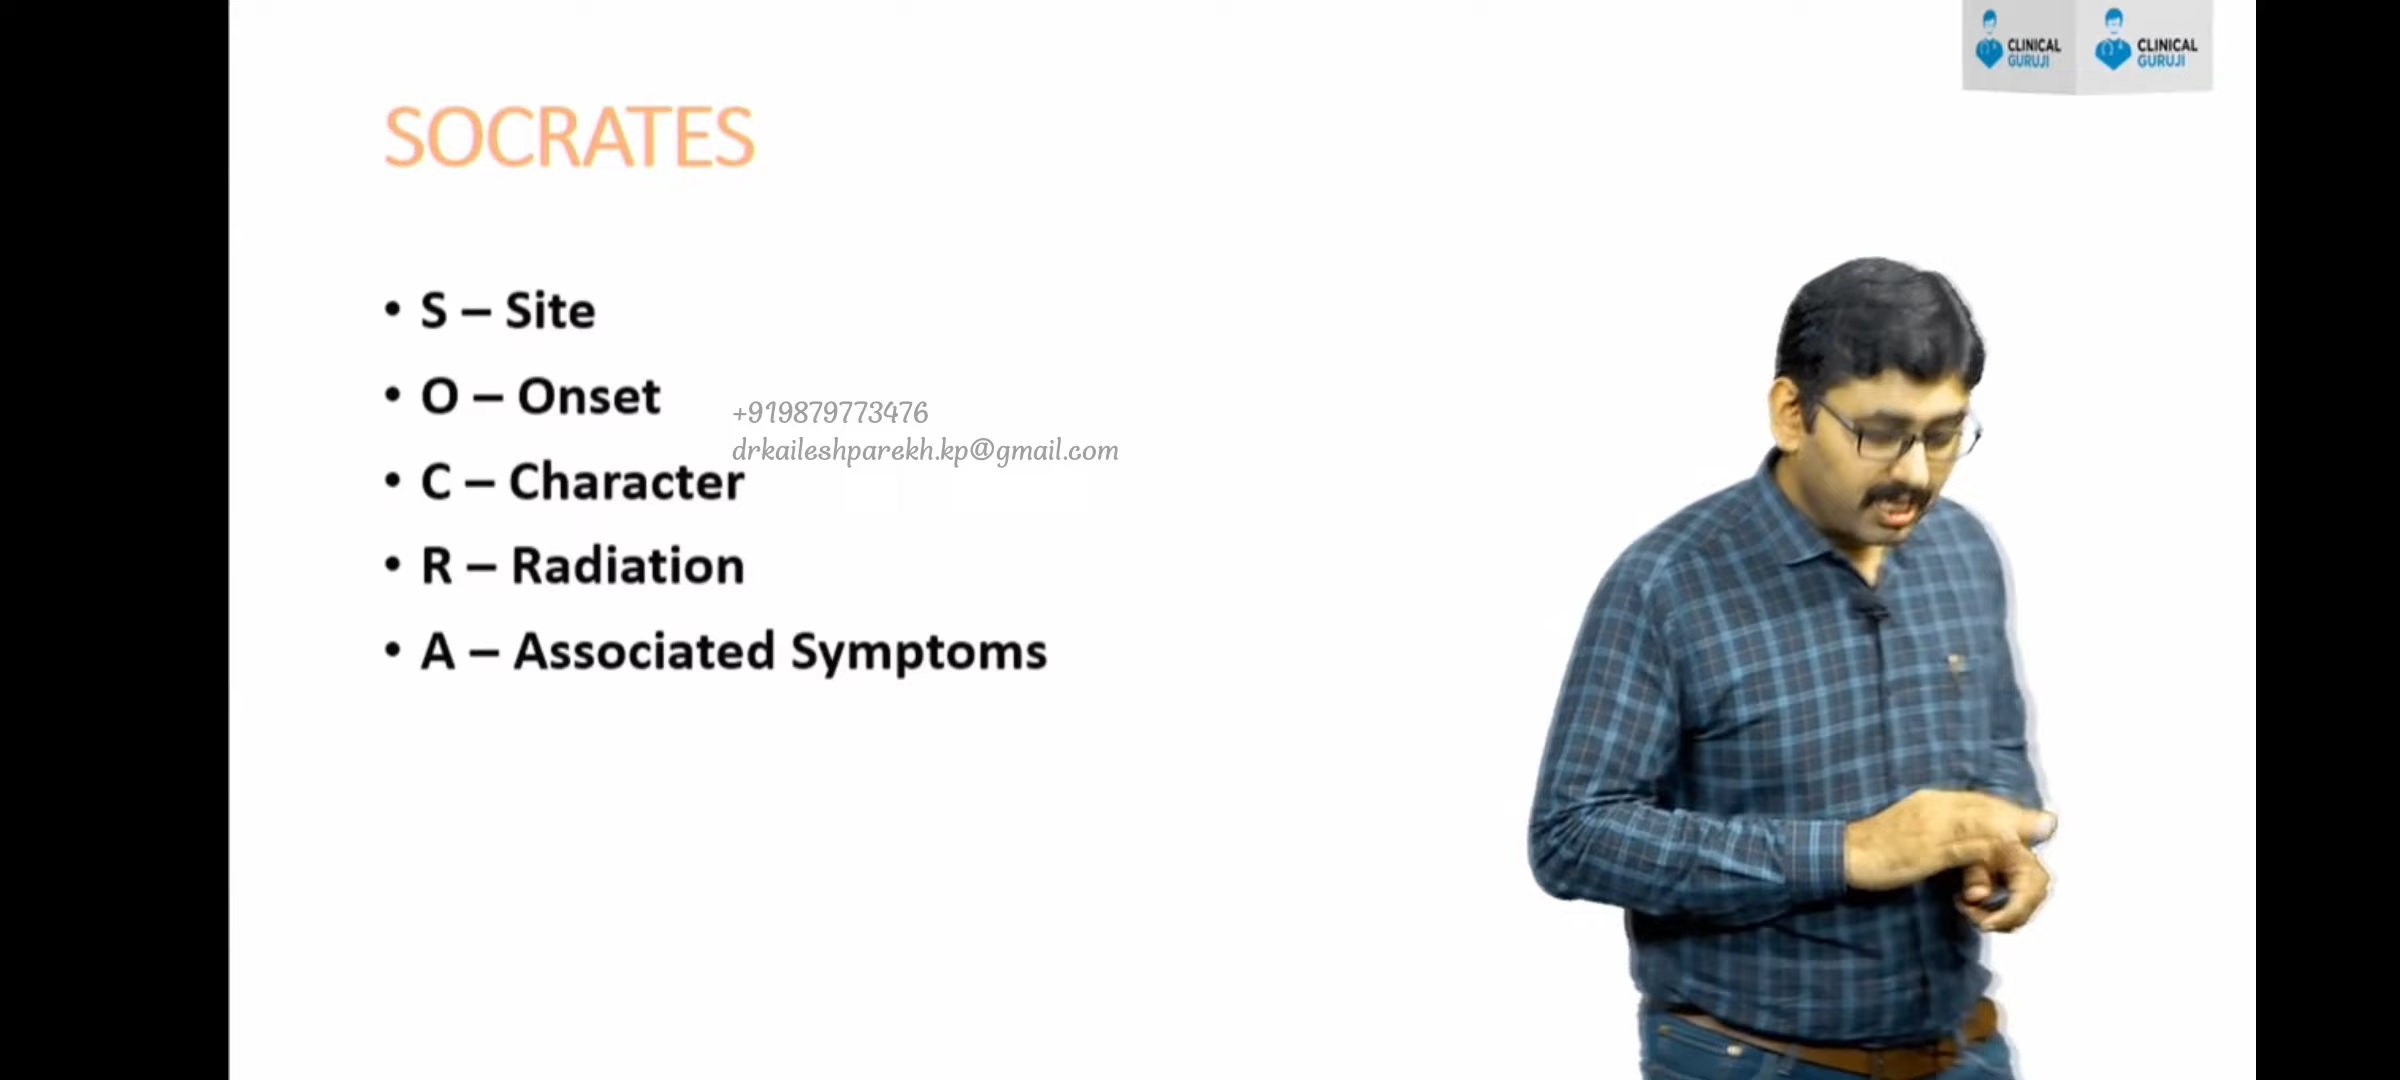 CLINICAL
GURUJI
CLINICAL
GURUJI
SOCRATES
• S – Site
• O – Onset
+919879773476
drkaileshparekh.kp@gmail.com
• C – Character
• R – Radiation
• A – Associated Symptoms